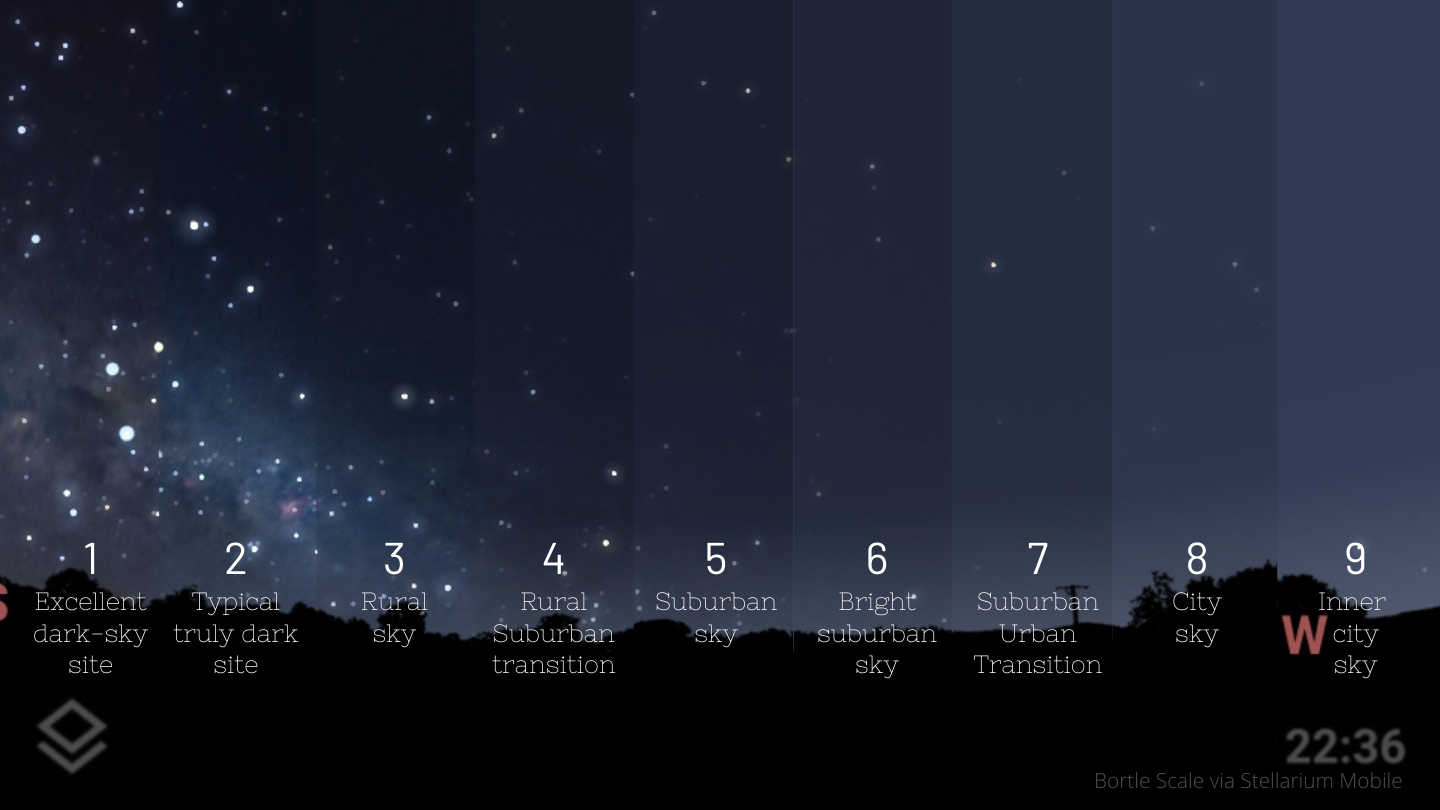 1
Excellent
dark-sky
site
2
Typical
truly dark
site
3
Rural
sky
4
Rural
Suburban
transition
5
Suburban
sky
6
Bright
suburban
sky
7
Suburban
Urban
Transition
8
City
sky
9
Inner
city
sky
S
W
22:36
Bortle Scale via Stellarium Mobile